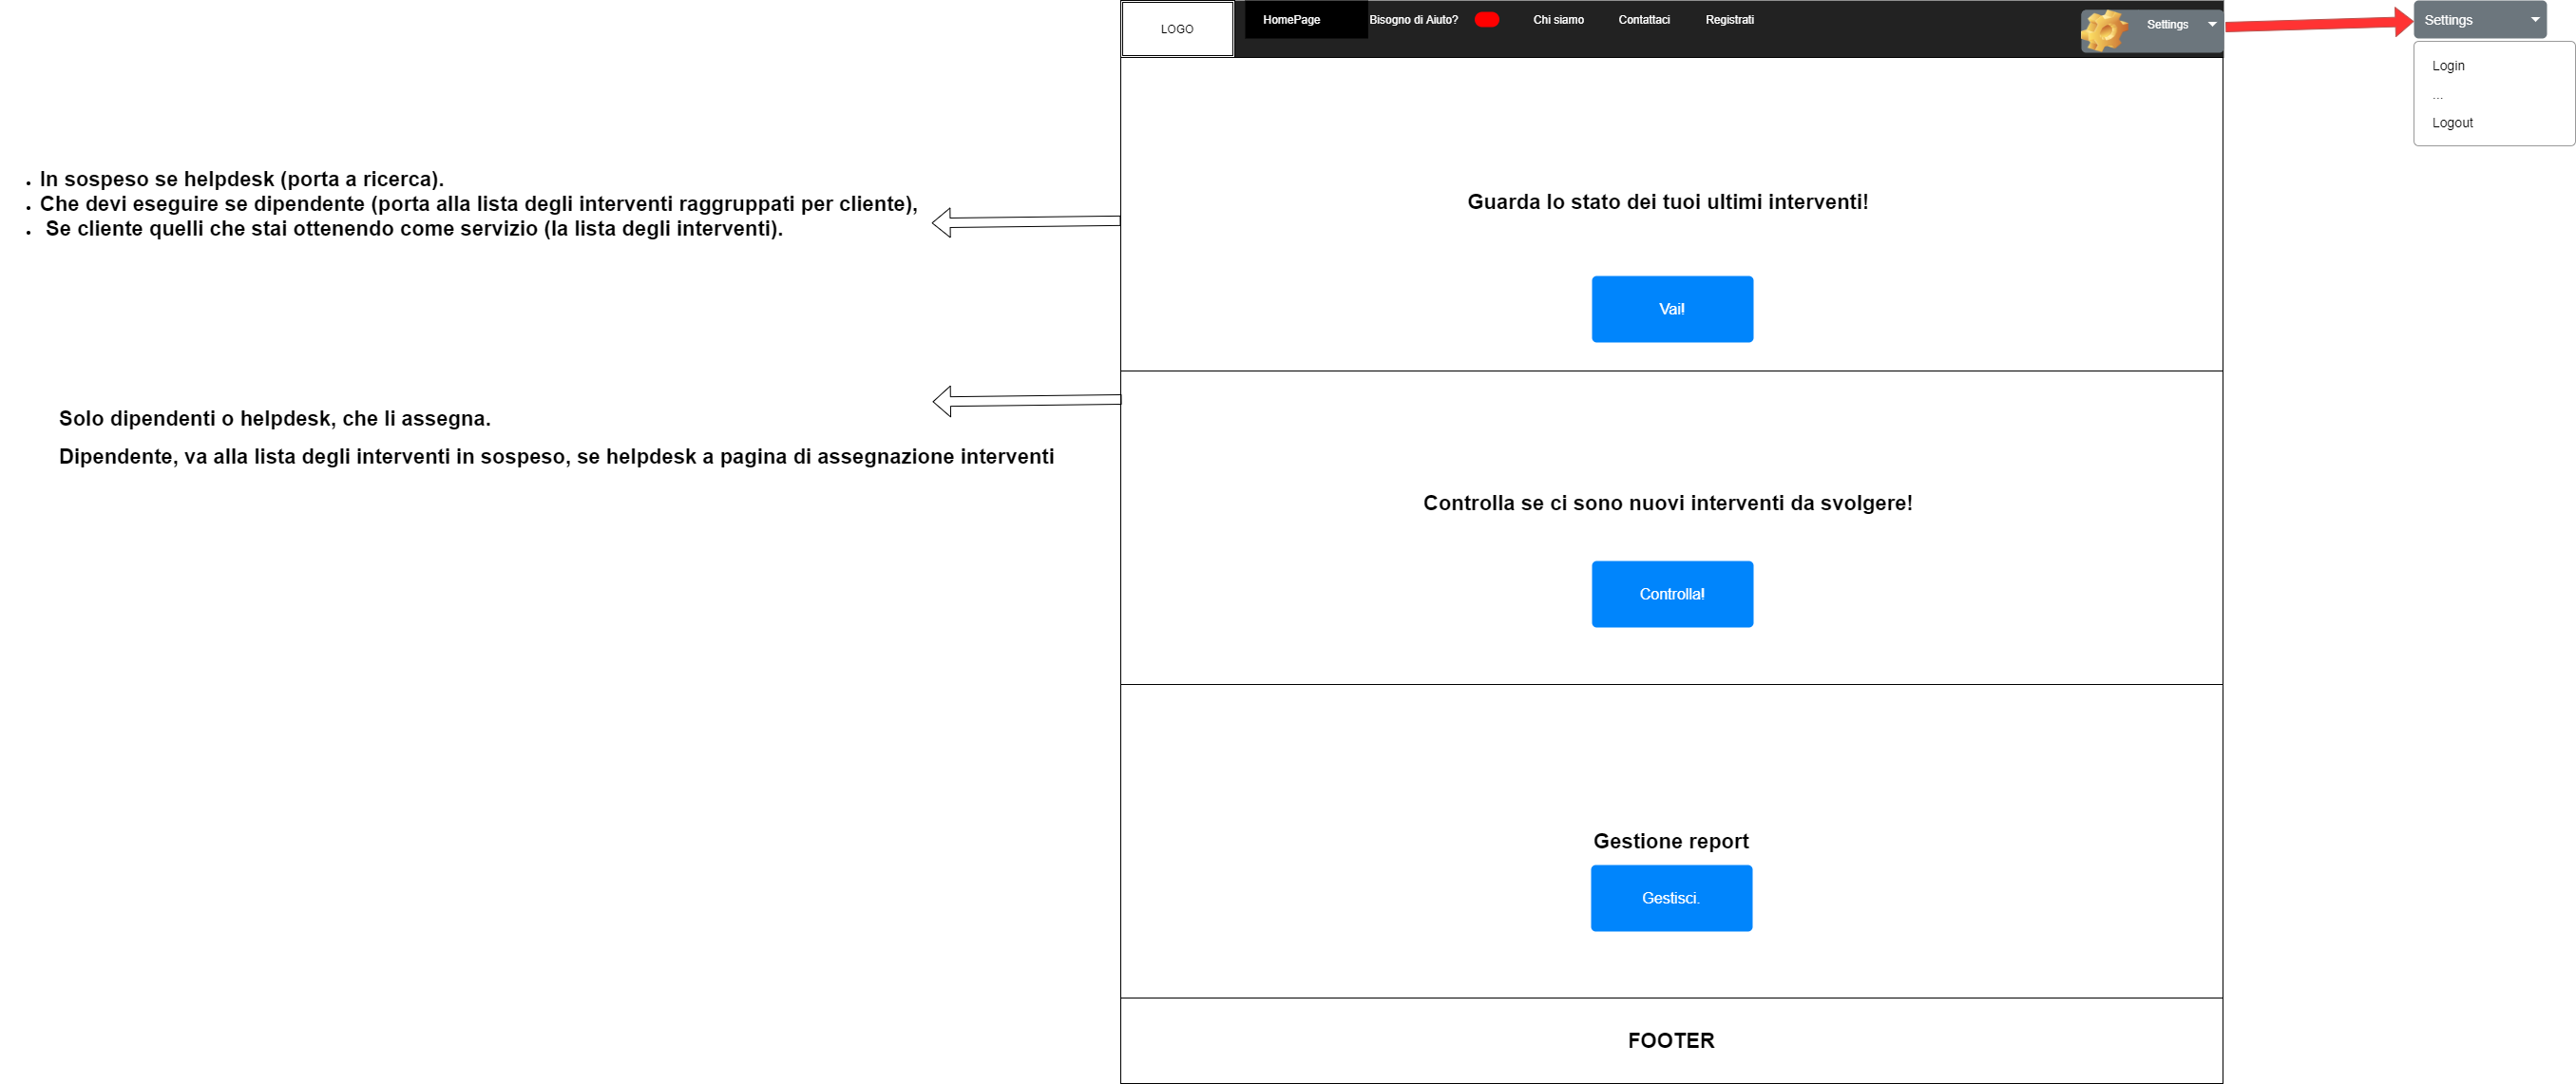 LOGO
HomePage
Bisogno di Aiuto?
Chi siamo
Contattaci
Registrati
Settings
Settings
Login
...
Logout
In sospeso se helpdesk (porta a ricerca).
Che devi eseguire se dipendente (porta alla lista degli interventi raggruppati per cliente),
Se cliente quelli che stai ottenendo come servizio (la lista degli interventi).
Guarda lo stato dei tuoi ultimi interventi!
Vai!
Solo dipendenti o helpdesk, che li assegna.
Dipendente, va alla lista degli interventi in sospeso, se helpdesk a pagina di assegnazione interventi
Controlla se ci sono nuovi interventi da svolgere!
Controlla!
Gestione report
Gestisci.
FOOTER